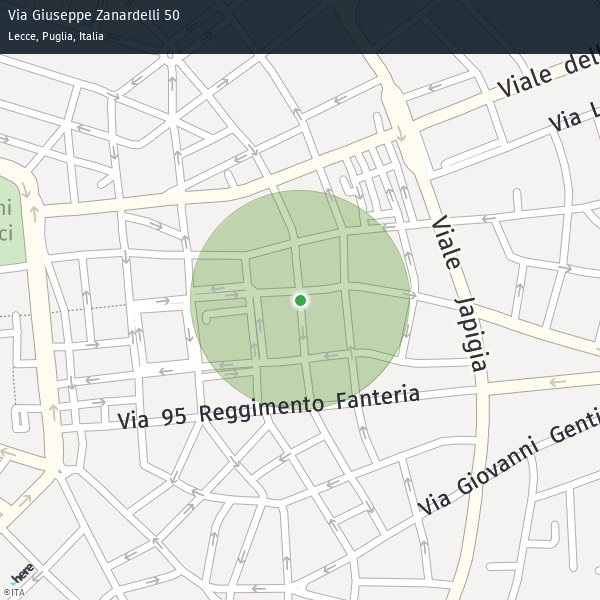 Via Giuseppe Zanardelli 50
Lecce, Puglia, Italia
Viale dell
Via L
ni
ci
Viale Japigia
Via 95 Reggimento Fanteria
Via Giovanni Genti
here
©ITA